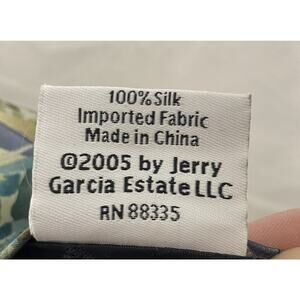 100% Silk
Imported Fabric
Made in China
©2005 by Jerry
Garcia Estate LLC
RN 88335